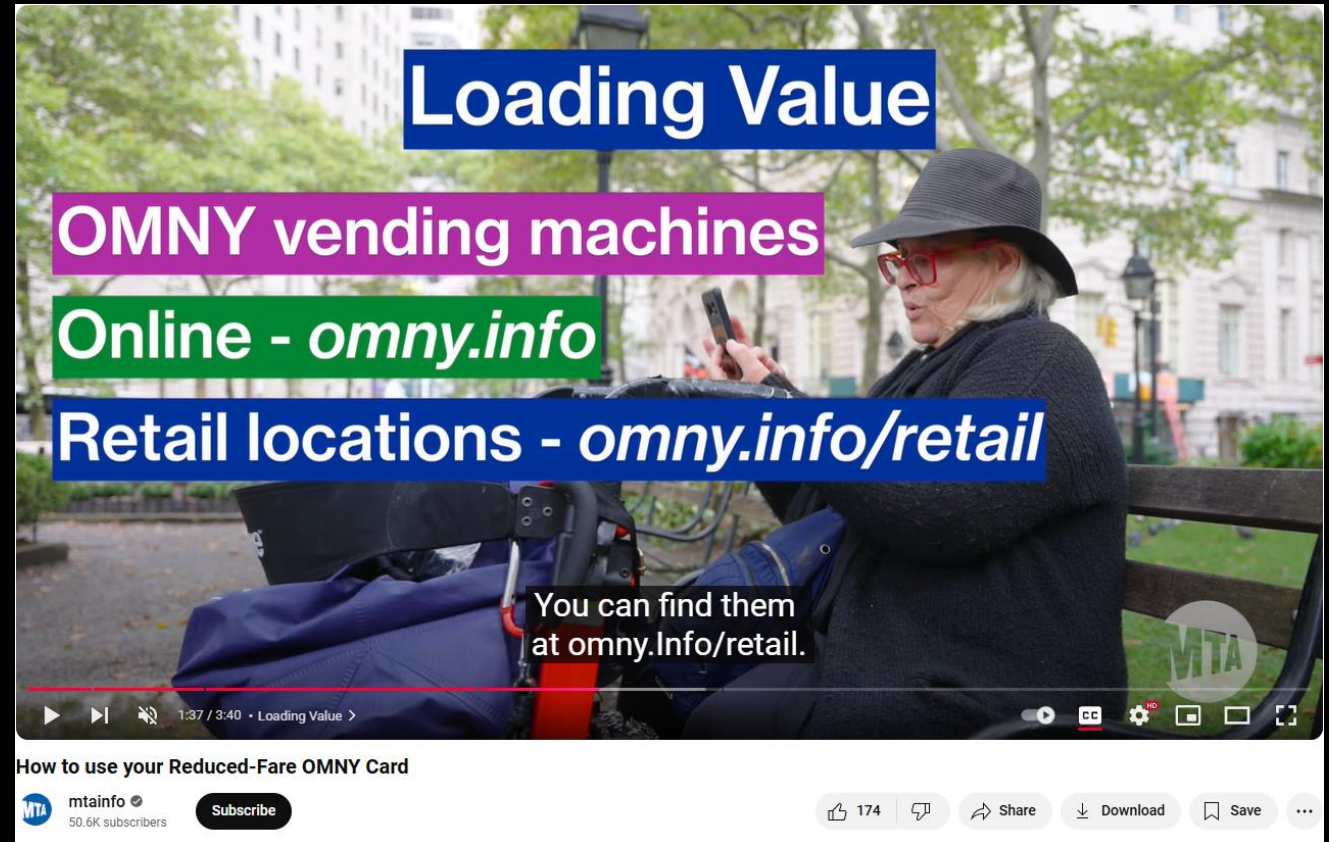 Loading Value
OMNY vending machines
Online - omny.info
Retail locations - omny.info/retail
You can find them
at omny.Info/retail.
MTA
1:37 / 3:40 • Loading Value >
CC
HD
How to use your Reduced-Fare OMNY Card
MTA
mtainfo
50.6K subscribers
Subscribe
174
Share
Download
Save